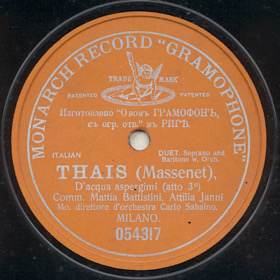 MONARCH RECORD "GRAMOPHONE"
TRADE MARK
PATENTED PATENTED
Изготовлено "О-вомъ ГРАМОФОНЪ,
съ огр. отв." въ РИГѢ.
ITALIAN
DUET: Soprano and
Baritone w. Orch.
THAIS (Massenet),
D'acqua aspergimi (atto 3º)
Comm. Mattia Battistini, Attilia Janni
Mo. direttore d'orchestra Carlo Sabajno.
MILANO.
054317